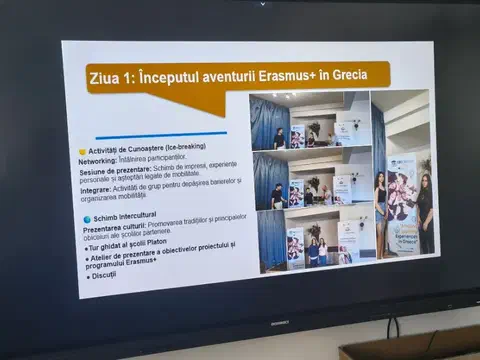 Ziua 1: Începutul aventurii Erasmus+ în Grecia
Activități de Cunoaștere (Ice-breaking)
Networking: Întâlnirea participanților.
Sesiune de prezentare: Schimb de impresii, experiențe
personale și așteptări legate de mobilitate.
Integrare: Activități de grup pentru depășirea barierelor și
organizarea mobilității.
Schimb Intercultural
Prezentarea culturii: Promovarea tradițiilor și principalelor
obiceiuri ale școlilor partenere.
•Tur ghidat al școlii Platon
•Atelier de prezentare a obiectivelor proiectului și
programului Erasmus+
•Discuții
Experiences
in Greece"